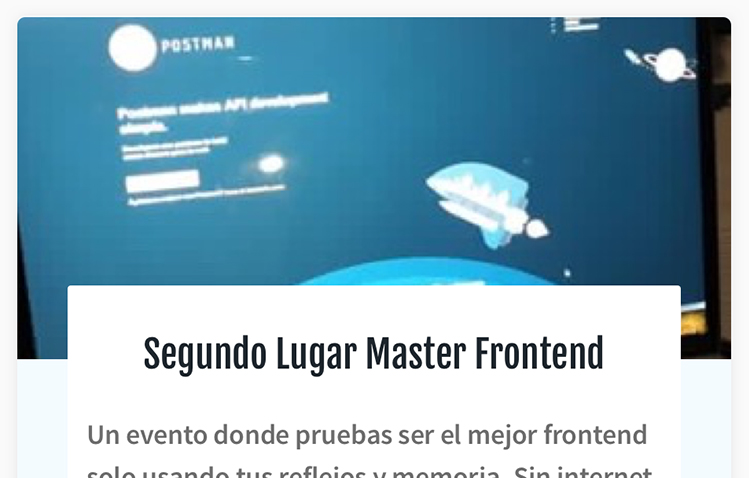 POSTMAN
Postman makes API development
simple.
Segundo Lugar Master Frontend
Un evento donde pruebas ser el mejor frontend
solo usando tus reflejos y memoria. Sin internet